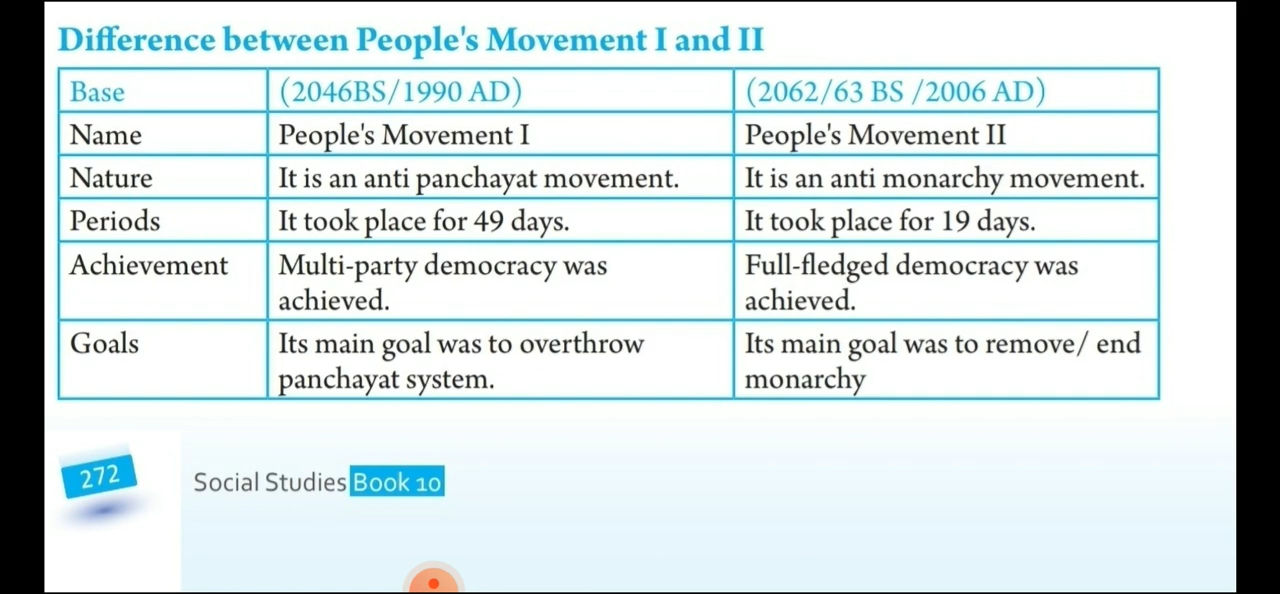 Difference between People's Movement I and II
Base (2046BS/1990 AD) (2062/63 BS /2006 AD)
Name People's Movement I People's Movement II
Nature It is an anti panchayat movement. It is an anti monarchy movement.
Periods It took place for 49 days. It took place for 19 days.
Achievement Multi-party democracy was Full-fledged democracy was
achieved. achieved.
Goals Its main goal was to overthrow Its main goal was to remove/ end
panchayat system. monarchy
272 Social Studies Book 10